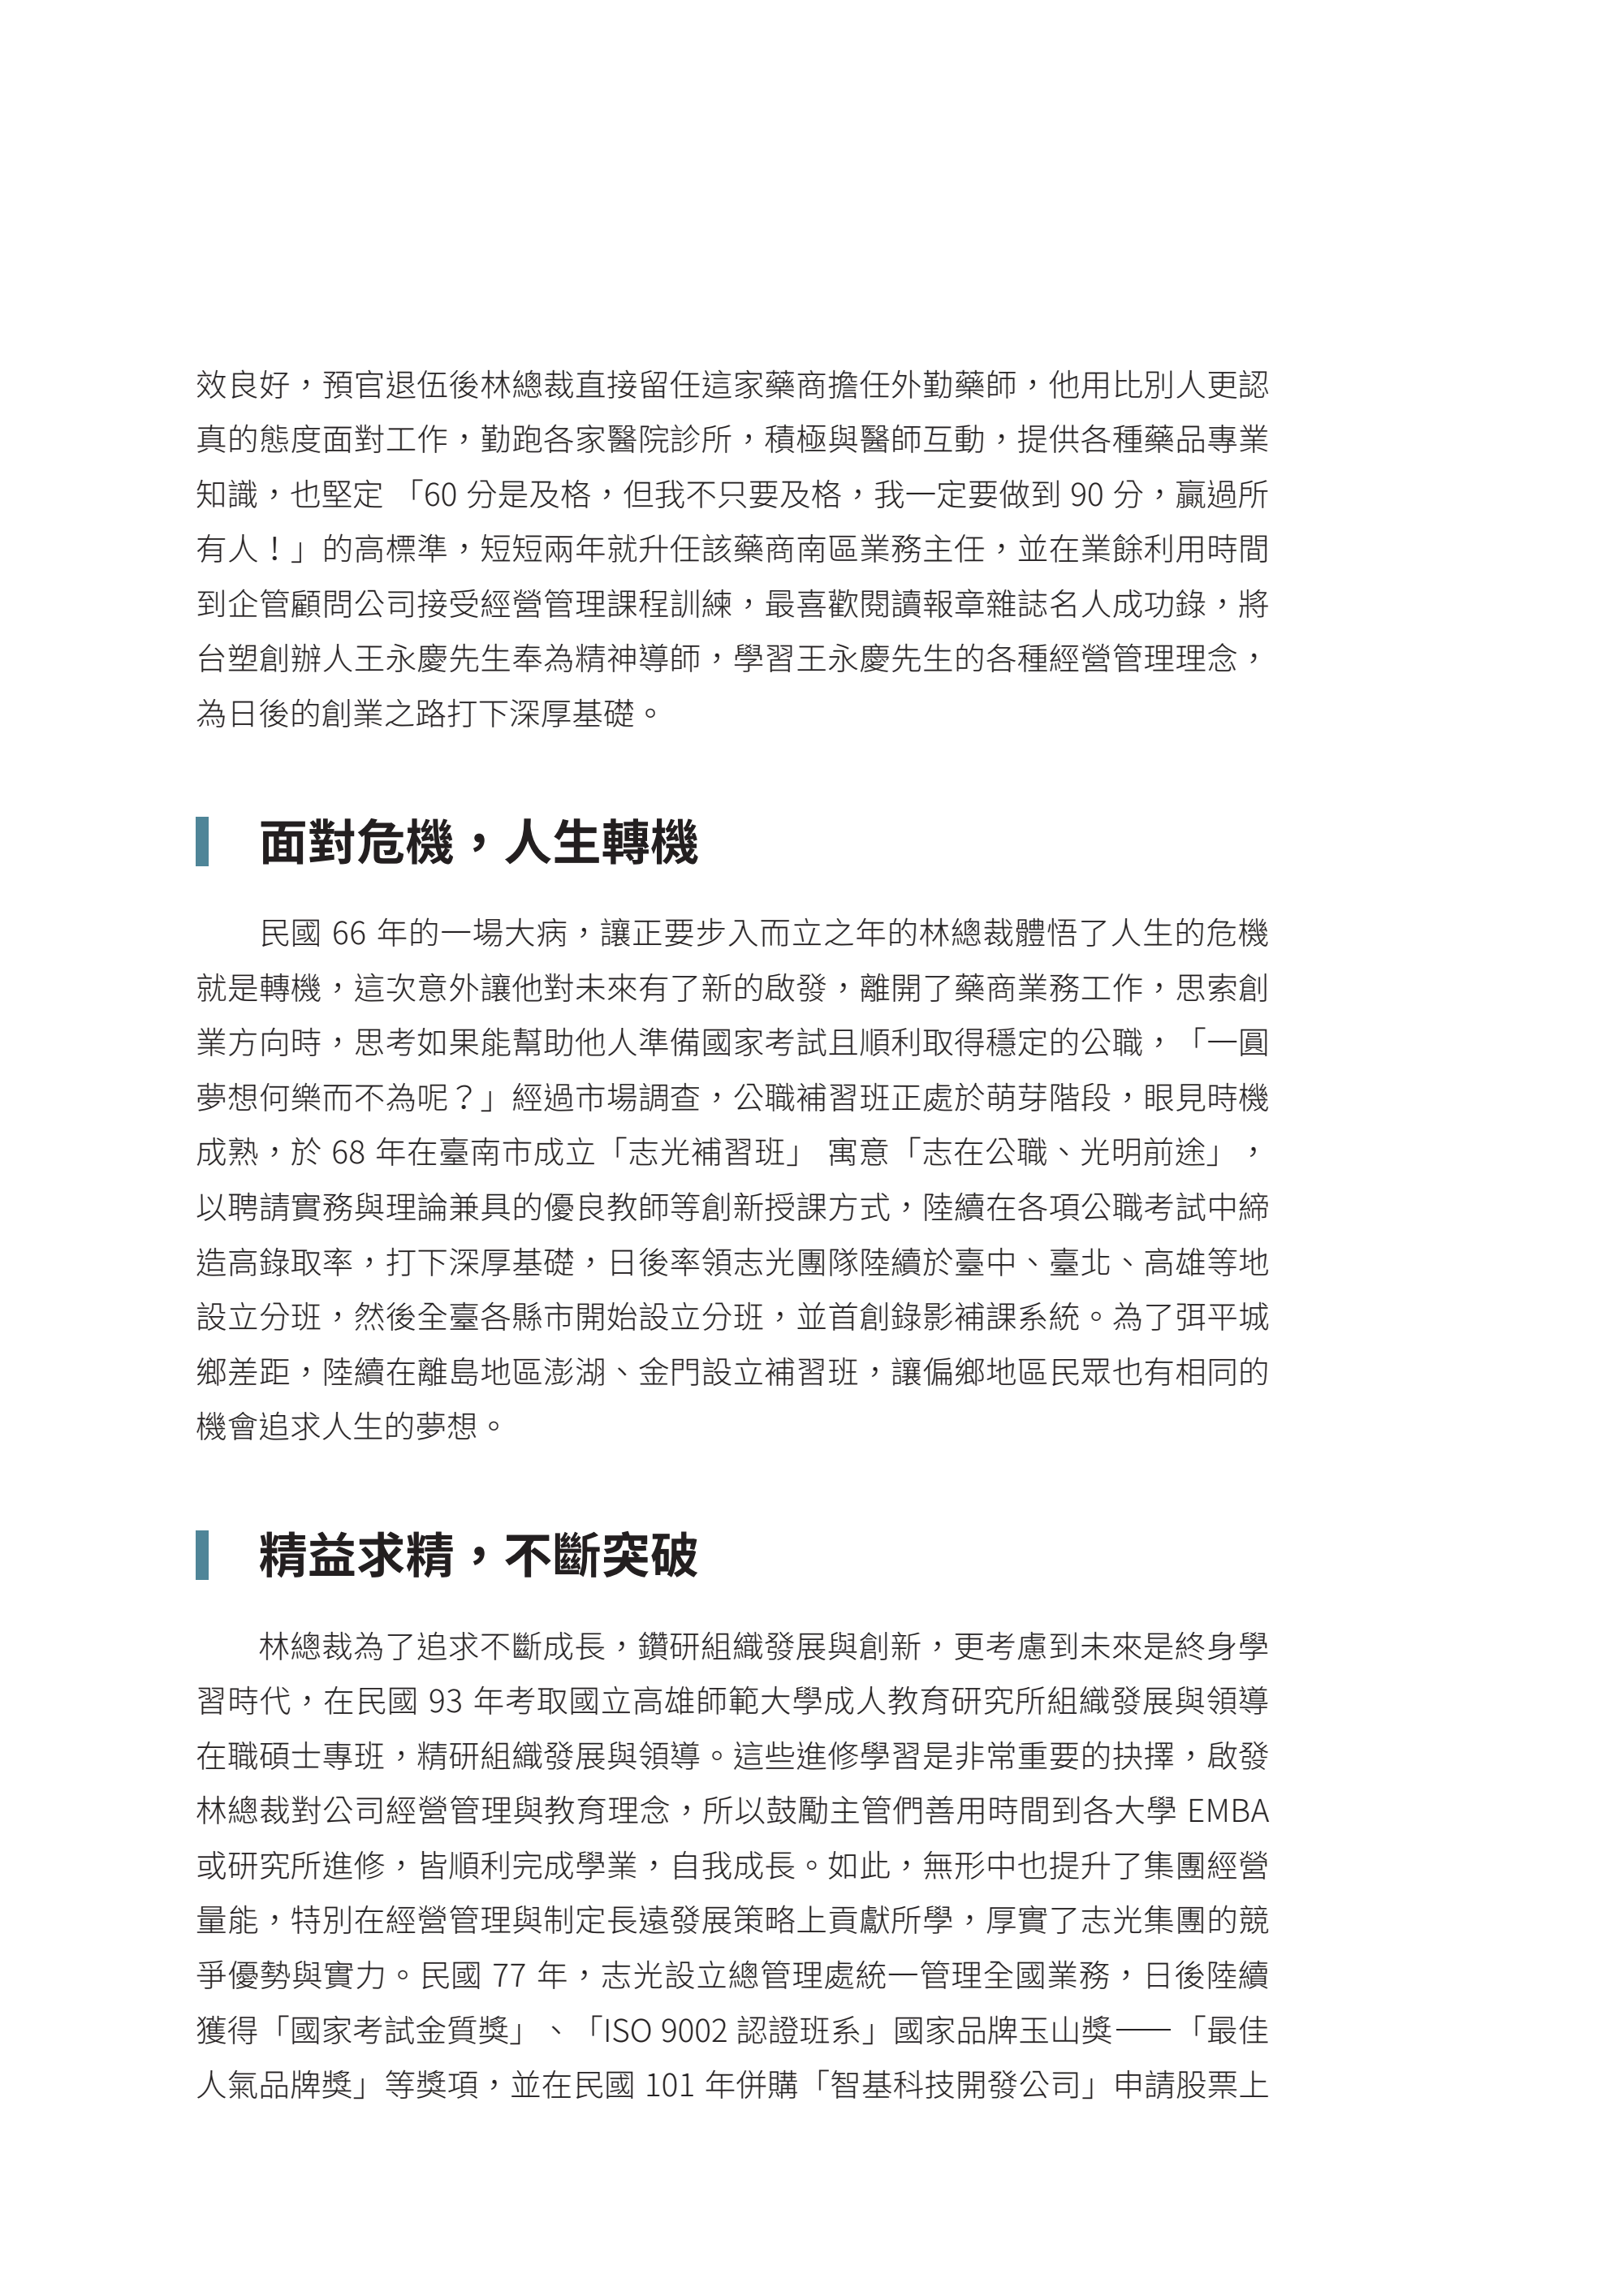 效良好，預官退伍後林總裁直接留任這家藥商擔任外勤藥師，他用比別人更認
真的態度面對工作，勤跑各家醫院診所，積極與醫師互動，提供各種藥品專業
知識，也堅定 「60 分是及格，但我不只要及格，我一定要做到 90 分，贏過所
有人！」的高標準，短短兩年就升任該藥商南區業務主任，並在業餘利用時間
到企管顧問公司接受經營管理課程訓練，最喜歡閱讀報章雜誌名人成功錄，將
台塑創辦人王永慶先生奉為精神導師，學習王永慶先生的各種經營管理理念，
為日後的創業之路打下深厚基礎。
面對危機，人生轉機
民國 66 年的一場大病，讓正要步入而立之年的林總裁體悟了人生的危機
就是轉機，這次意外讓他對未來有了新的啟發，離開了藥商業務工作，思索創
業方向時，思考如果能幫助他人準備國家考試且順利取得穩定的公職，「一圓
夢想何樂而不為呢？」經過市場調查，公職補習班正處於萌芽階段，眼見時機
成熟，於 68 年在臺南市成立「志光補習班」 寓意「志在公職、光明前途」，
以聘請實務與理論兼具的優良教師等創新授課方式，陸續在各項公職考試中締
造高錄取率，打下深厚基礎，日後率領志光團隊陸續於臺中、臺北、高雄等地
設立分班，然後全臺各縣市開始設立分班，並首創錄影補課系統。為了弭平城
鄉差距，陸續在離島地區澎湖、金門設立補習班，讓偏鄉地區民眾也有相同的
機會追求人生的夢想。
精益求精，不斷突破
林總裁為了追求不斷成長，鑽研組織發展與創新，更考慮到未來是終身學
習時代，在民國 93 年考取國立高雄師範大學成人教育研究所組織發展與領導
在職碩士專班，精研組織發展與領導。這些進修學習是非常重要的抉擇，啟發
林總裁對公司經營管理與教育理念，所以鼓勵主管們善用時間到各大學 EMBA
或研究所進修，皆順利完成學業，自我成長。如此，無形中也提升了集團經營
量能，特別在經營管理與制定長遠發展策略上貢獻所學，厚實了志光集團的競
爭優勢與實力。民國 77 年，志光設立總管理處統一管理全國業務，日後陸續
獲得「國家考試金質獎」、「ISO 9002 認證班系」國家品牌玉山獎——「最佳
人氣品牌獎」等獎項，並在民國 101 年併購「智基科技開發公司」申請股票上